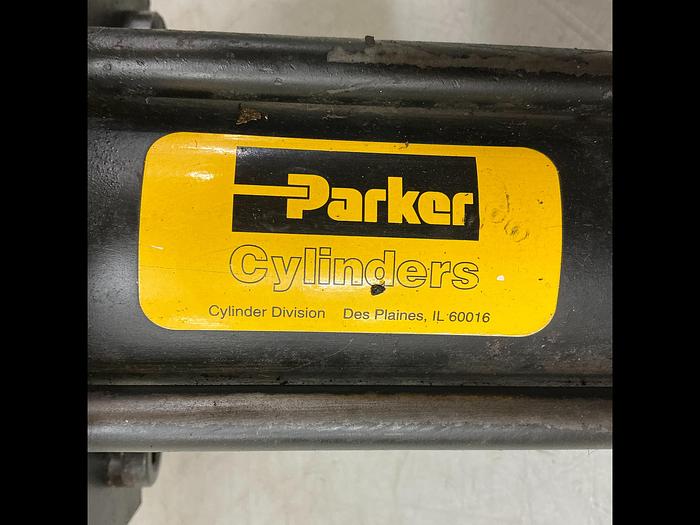 Parker
Cylinders
Cylinder Division Des Plaines, IL 60016